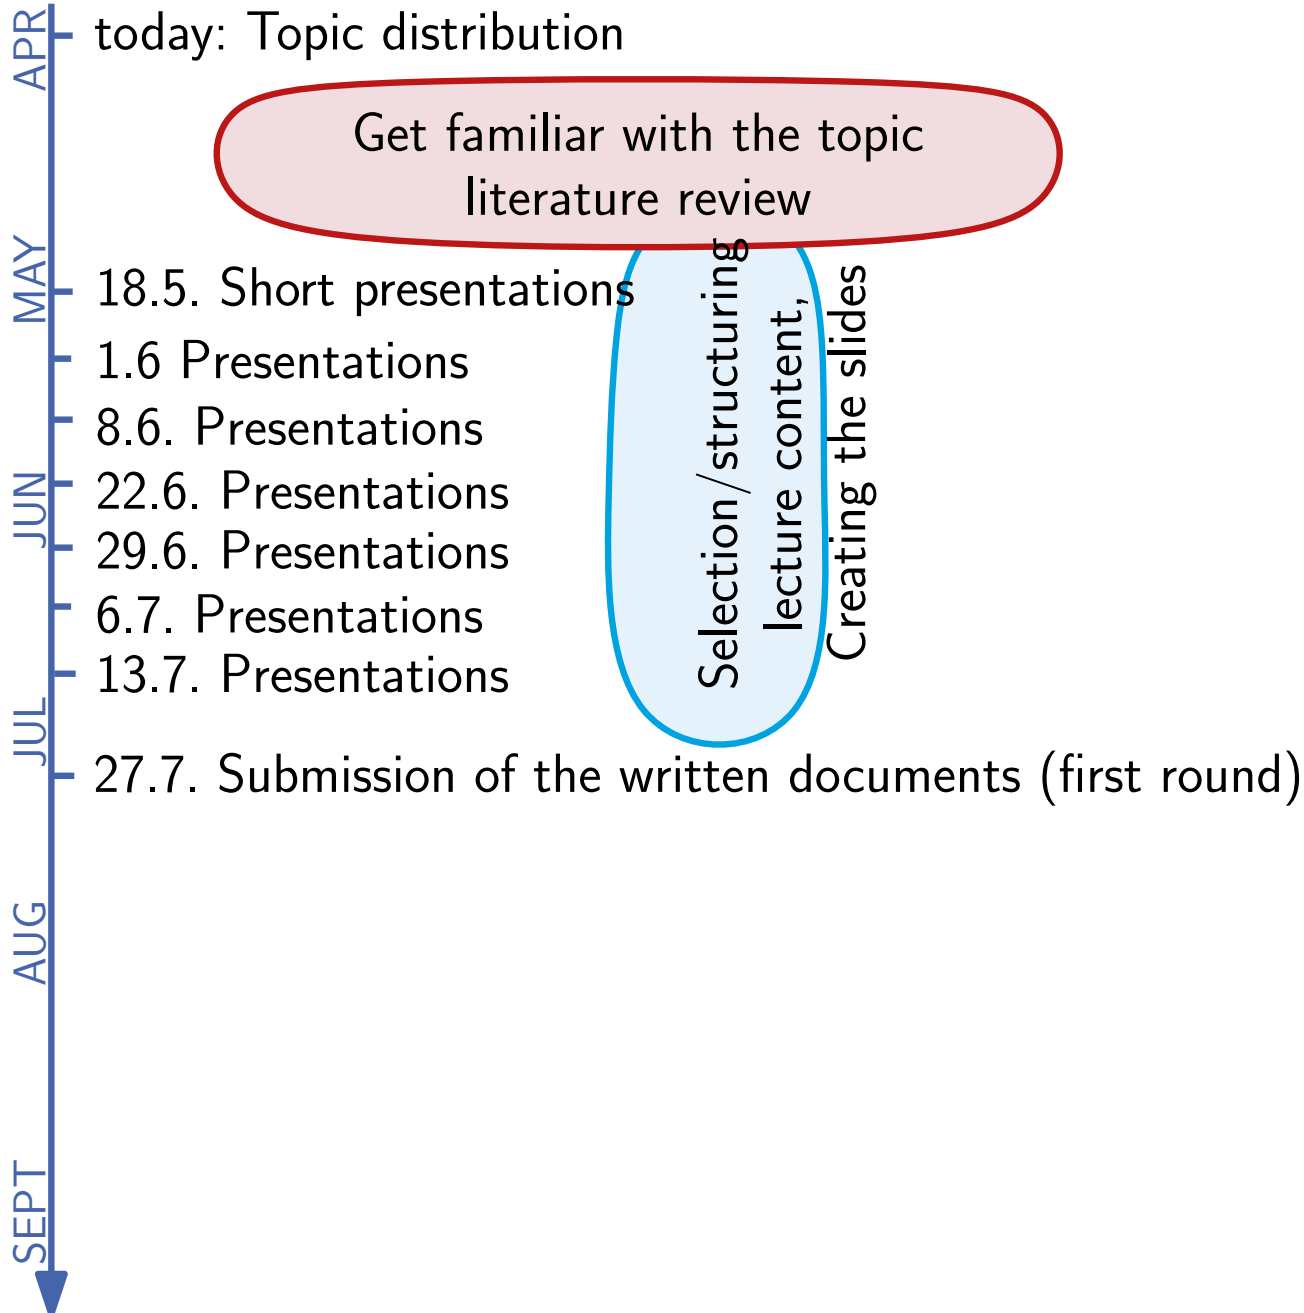 APR
today: Topic distribution
Get familiar with the topic
literature review
MAY
18.5. Short presentations
1.6 Presentations
8.6. Presentations
JUN
22.6. Presentations
29.6. Presentations
6.7. Presentations
13.7. Presentations
Selection/structuring
lecture content,
Creating the slides
JUL
27.7. Submission of the written documents (first round)
AUG
SEPT